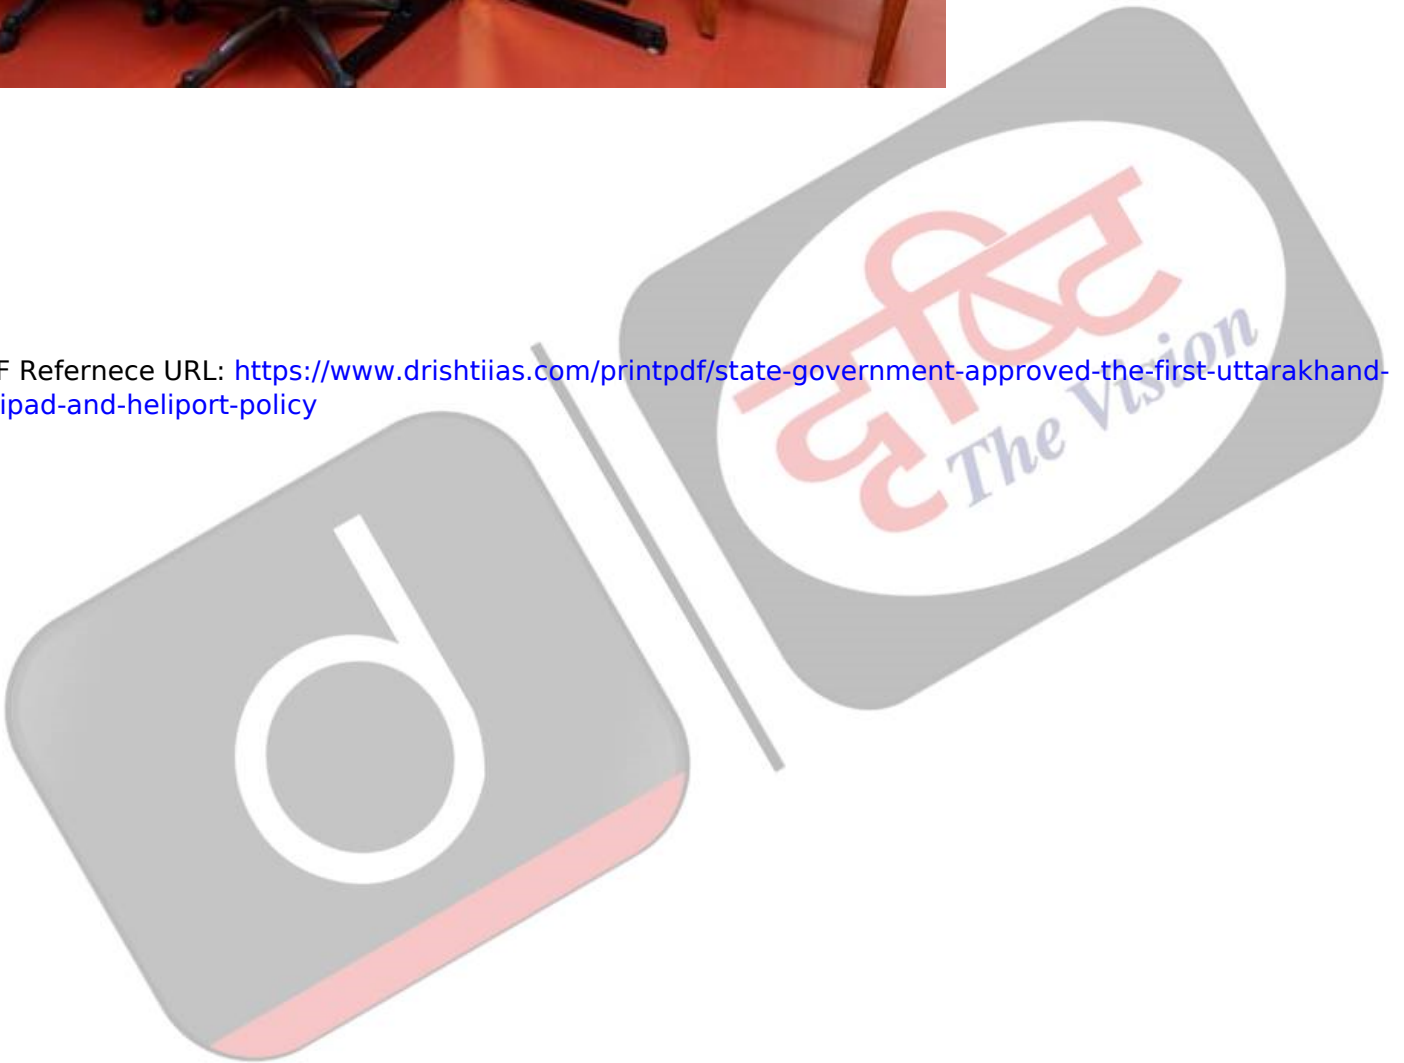 F Refernece URL: https://www.drishtiias.com/printpdf/state-government-approved-the-first-uttarakhand-
ipad-and-heliport-policy
दृष्टि
The Vision
d